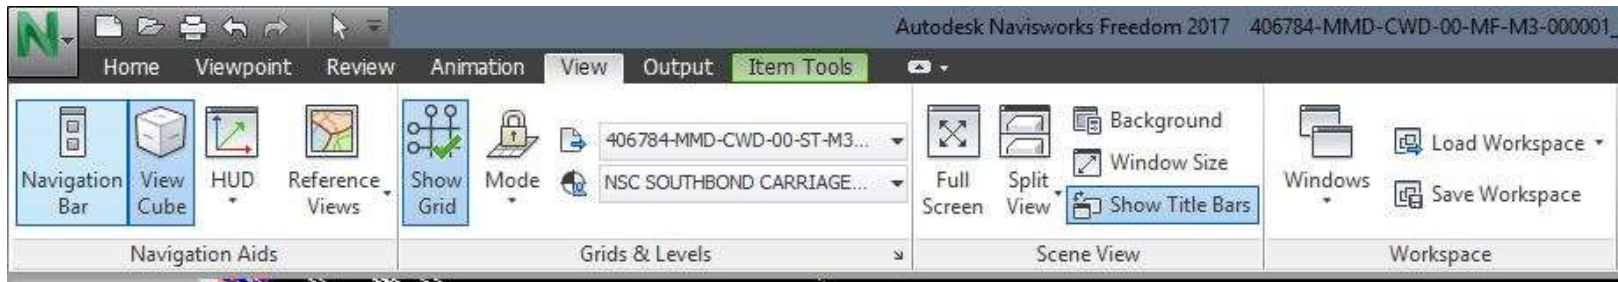 Autodesk Navisworks Freedom 2017 406784-MMD-CWD-00-MF-M3-000001_
Home Viewpoint Review Animation View Output Item Tools
Navigation Bar
View Cube
HUD
Reference Views
Navigation Aids
Show Grid
Mode
406784-MMD-CWD-00-ST-M3...
NSC SOUTHBOND CARRIAGE...
Grids & Levels
Full Screen
Split View
Background
Window Size
Show Title Bars
Scene View
Windows
Load Workspace
Save Workspace
Workspace